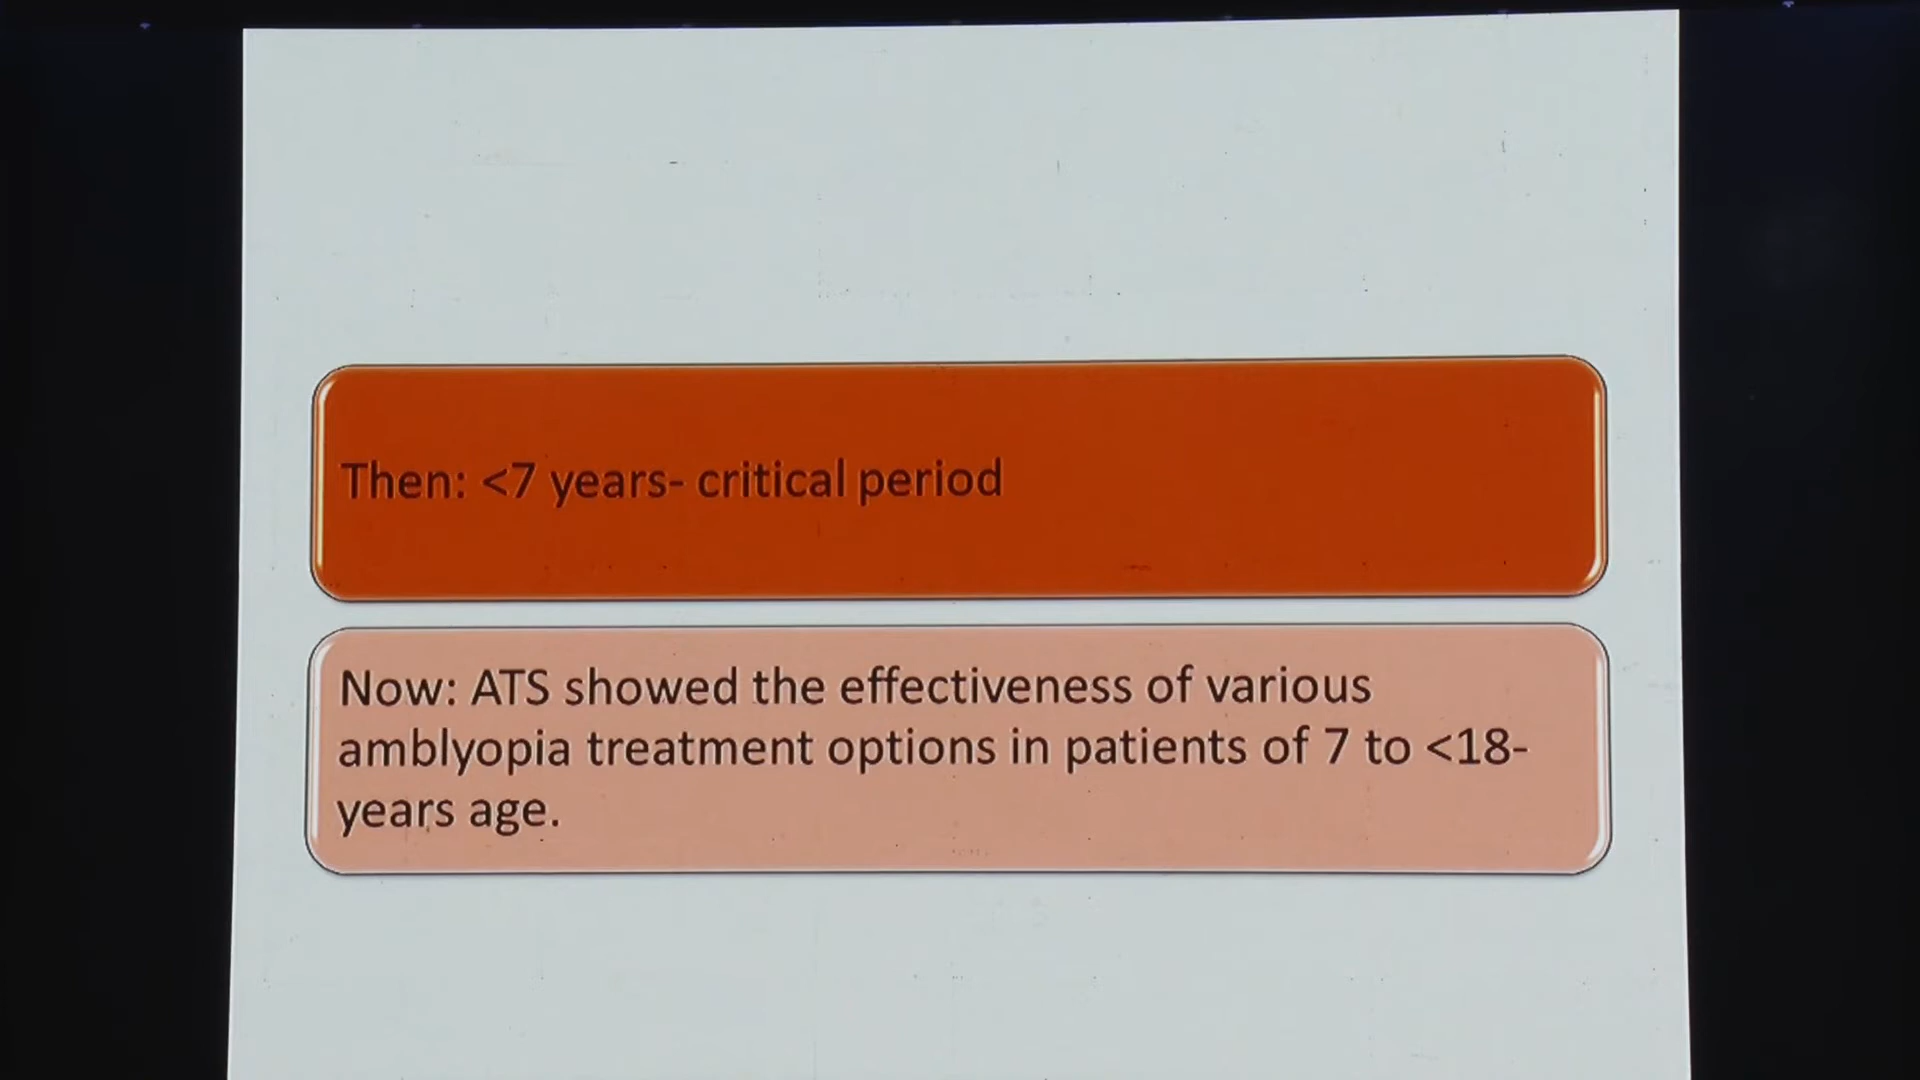 Then: <7 years- critical period
Now: ATS showed the effectiveness of various
amblyopia treatment options in patients of 7 to <18-
years age.